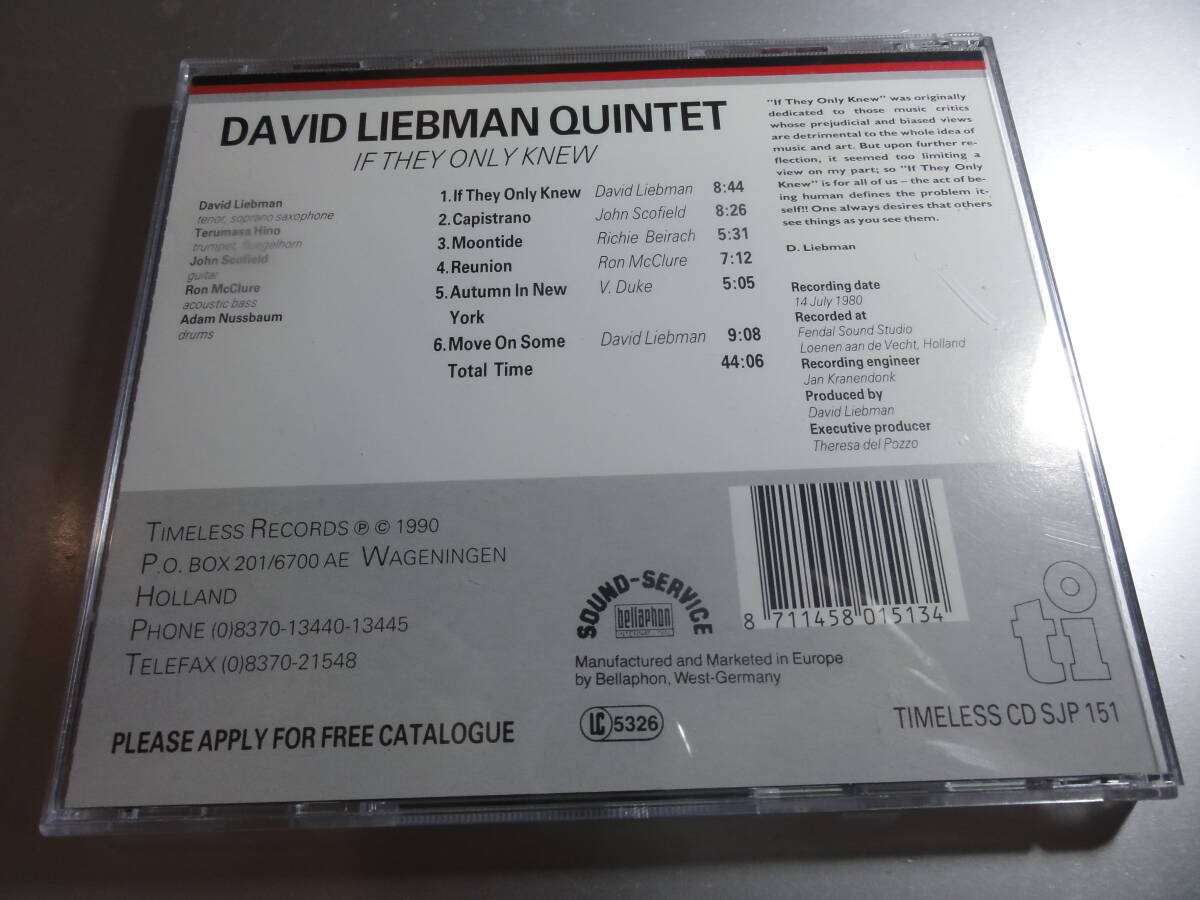 DAVID LIEBMAN QUINTET
IF THEY ONLY KNEW
David Liebman
tenor, soprano saxophone
Terumasa Hino
trumpet, fluegelhorn
John Scofield
guitar
Ron McClure
acoustic bass
Adam Nussbaum
drums
1. If They Only Knew David Liebman 8:44
2. Capistrano John Scofield 8:26
3. Moontide Richie Beirach 5:31
4. Reunion Ron McClure 7:12
5. Autumn In New V. Duke 5:05
York
6. Move On Some David Liebman 9:08
Total Time 44:06
"If They Only Knew" was originally
dedicated to those music critics
whose prejudicial and biased views
are detrimental to the whole idea of
music and art. But upon further re-
flection, it seemed too limiting a
view on my part; so "If They Only
Knew" is for all of us – the act of be-
ing human defines the problem it-
self!! One always desires that others
see things as you see them.
D. Liebman
Recording date
14 July 1980
Recorded at
Fendal Sound Studio
Loenen aan de Vecht, Holland
Recording engineer
Jan Kranendonk
Produced by
David Liebman
Executive producer
Theresa del Pozzo
TIMELESS RECORDS ℗ © 1990
P.O. BOX 201/6700 AE WAGENINGEN
HOLLAND
PHONE (0)8370-13440-13445
TELEFAX (0)8370-21548
PLEASE APPLY FOR FREE CATALOGUE
SOUND-SERVICE
bellaphon
Manufactured and Marketed in Europe
by Bellaphon, West-Germany
LC 5326
8 711458 015134
ti
TIMELESS CD SJP 151